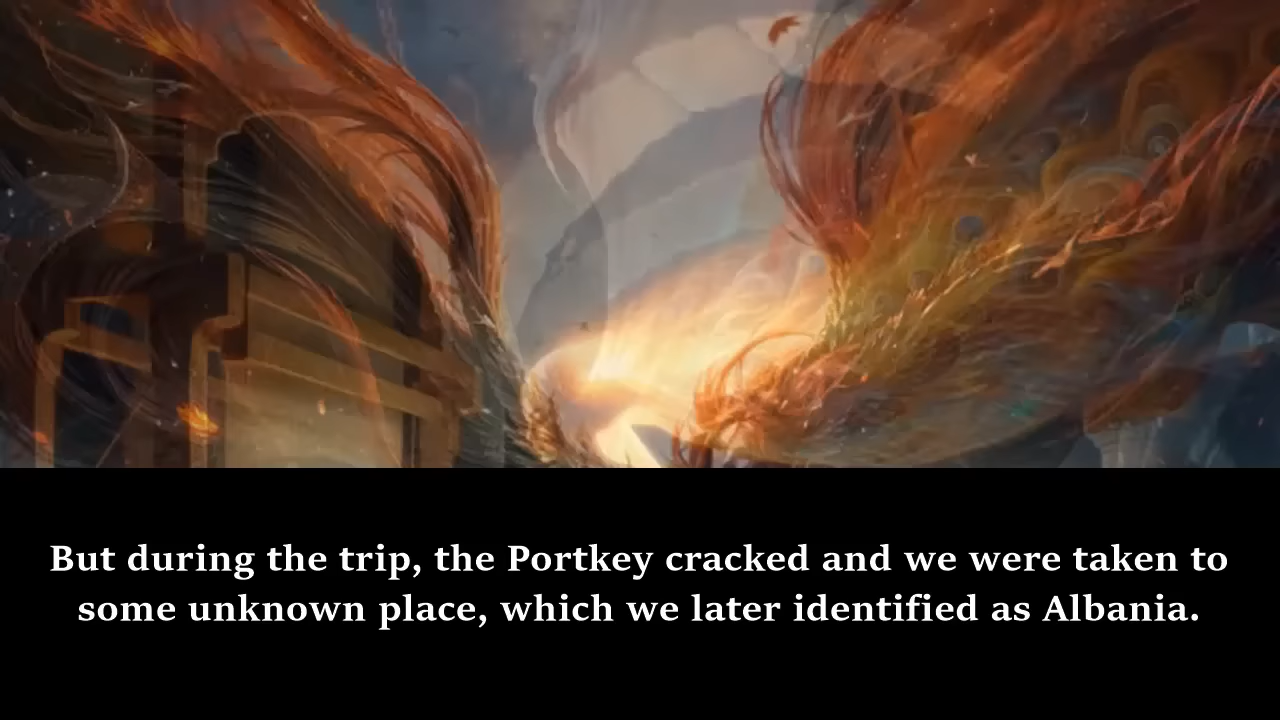 But during the trip, the Portkey cracked and we were taken to
some unknown place, which we later identified as Albania.